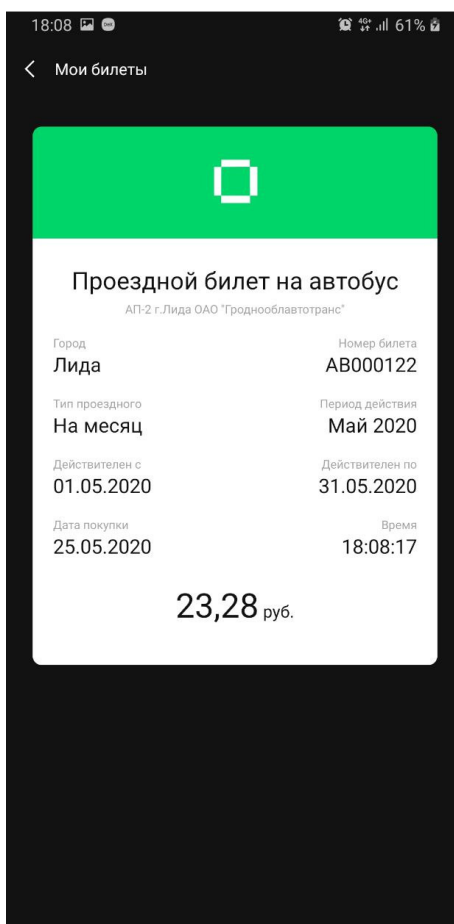 18:08 61%
Мои билеты
Проездной билет на автобус
АП-2 г.Лида ОАО "Гроднооблавтотранс"
Город Номер билета
Лида АВ000122
Тип проездного Период действия
На месяц Май 2020
Действителен с Действителен по
01.05.2020 31.05.2020
Дата покупки Время
25.05.2020 18:08:17
23,28 руб.